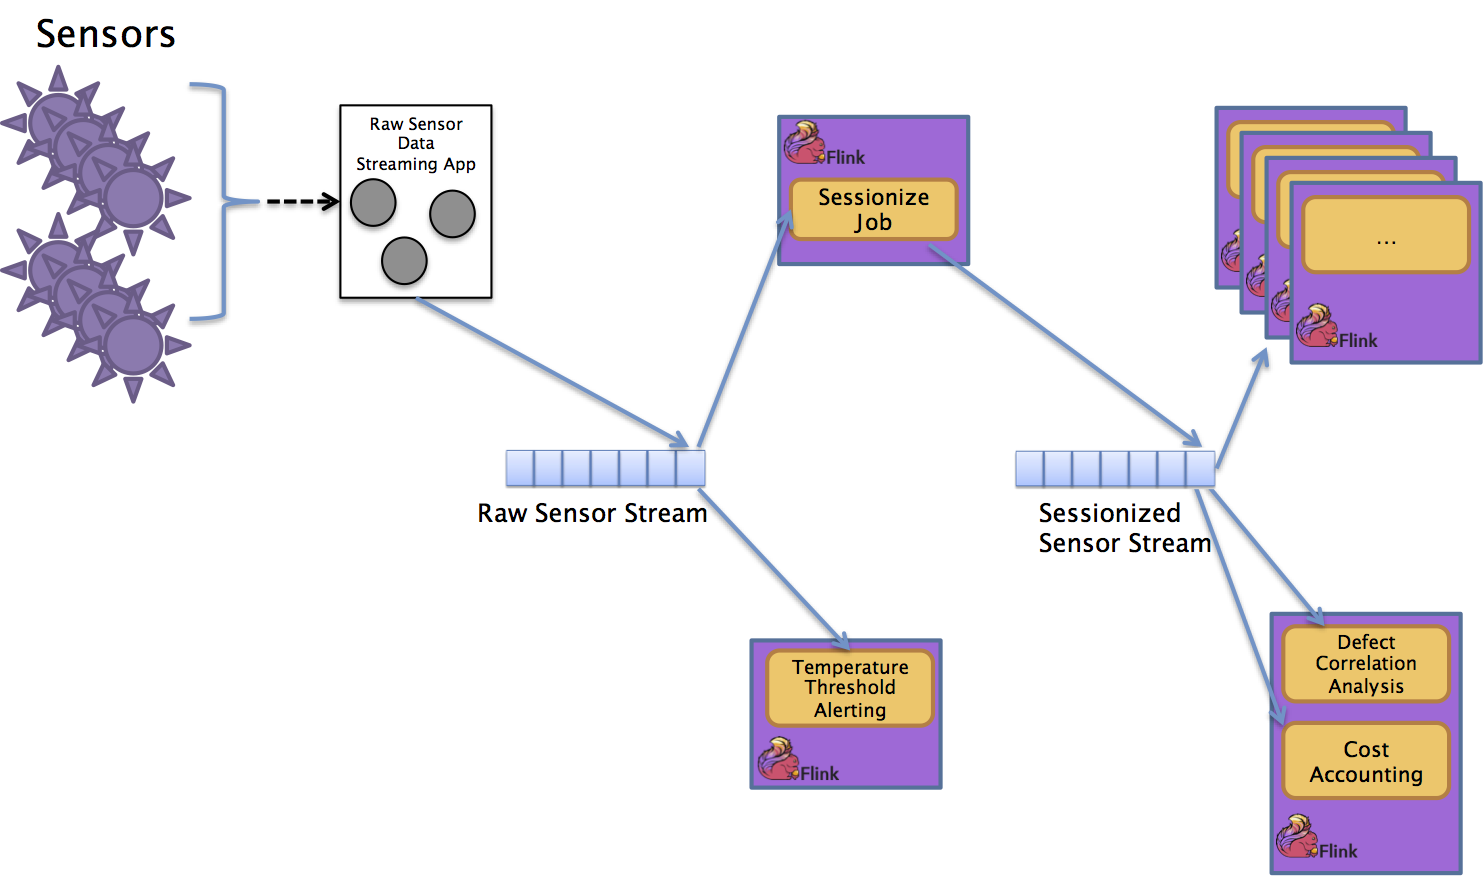 Sensors
Raw Sensor
Data
Streaming App
Flink
Sessionize
Job
...
Flink
Raw Sensor Stream
Sessionized
Sensor Stream
Temperature
Threshold
Alerting
Flink
Defect
Correlation
Analysis
Cost
Accounting
Flink